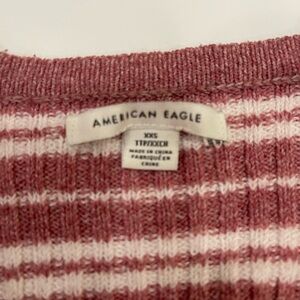 AMERICAN EAGLE
XXS
TTP/XXCH
MADE IN CHINA
FABRIQUÉ EN
CHINE